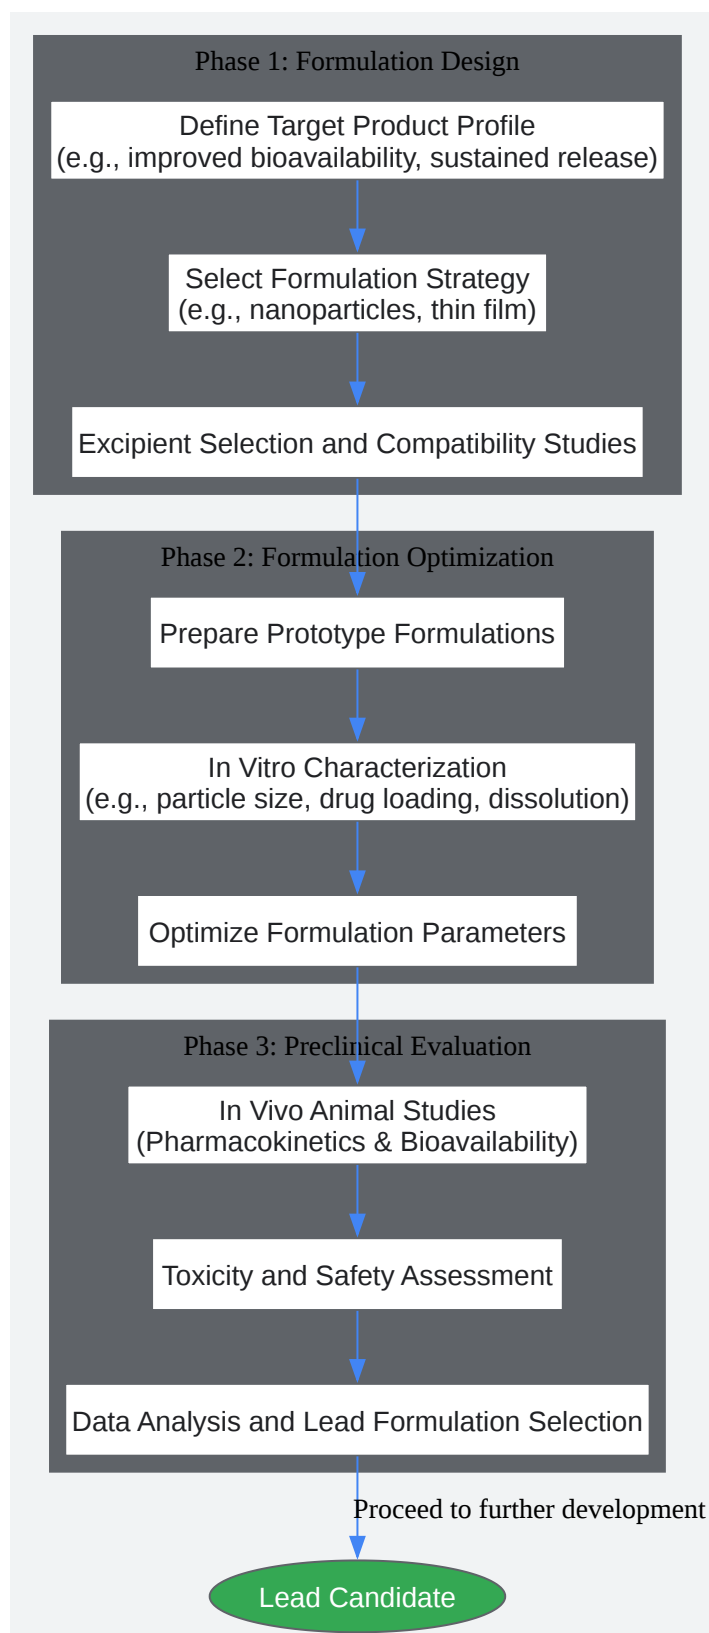 Phase 1: Formulation Design
Define Target Product Profile
(e.g., improved bioavailability, sustained release)
Select Formulation Strategy
(e.g., nanoparticles, thin film)
Excipient Selection and Compatibility Studies
Phase 2: Formulation Optimization
Prepare Prototype Formulations
In Vitro Characterization
(e.g., particle size, drug loading, dissolution)
Optimize Formulation Parameters
Phase 3: Preclinical Evaluation
In Vivo Animal Studies
(Pharmacokinetics & Bioavailability)
Toxicity and Safety Assessment
Data Analysis and Lead Formulation Selection
Proceed to further development
Lead Candidate